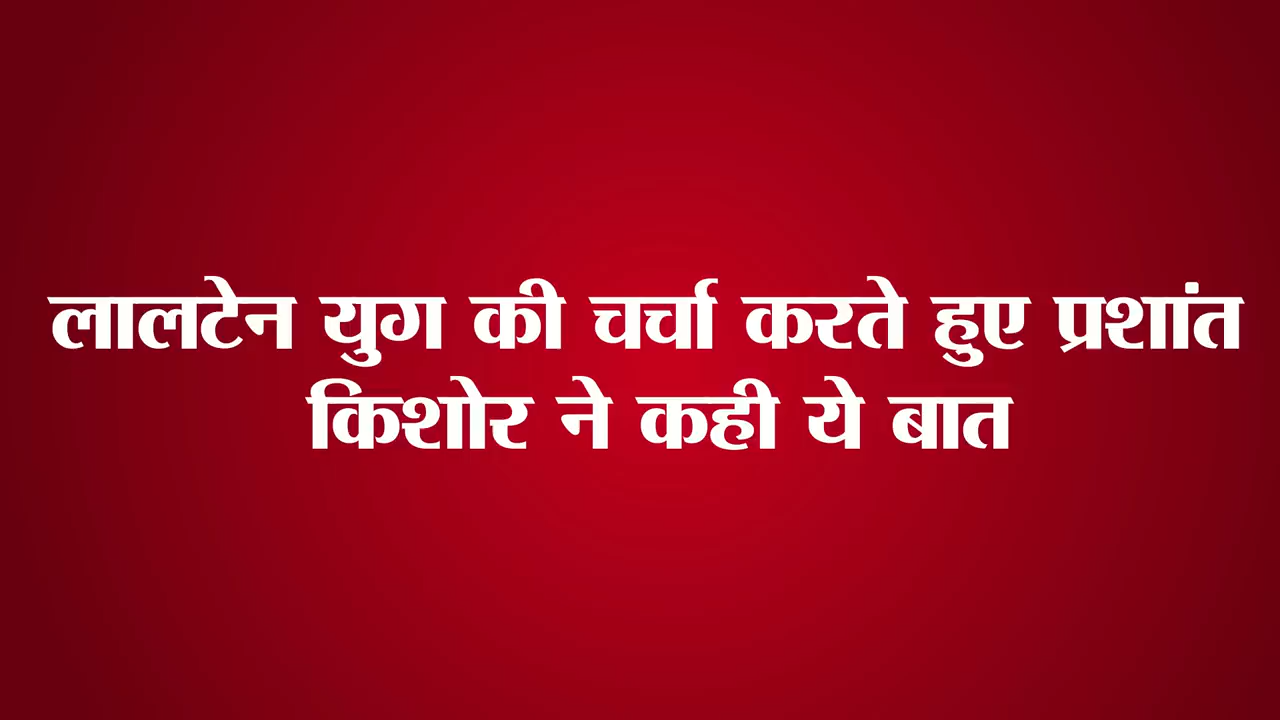 लालटेन युग की चर्चा करते हुए प्रशांत
किशोर ने कही ये बात